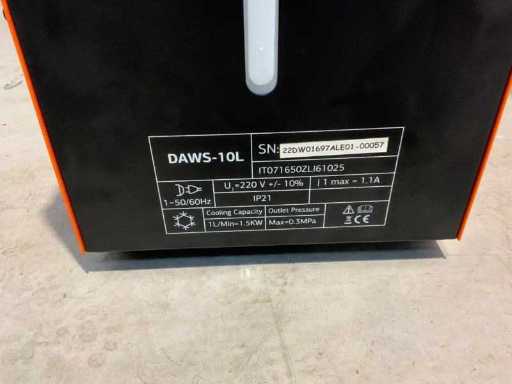 DAWS-10L
SN: 22DW01697ALE01-00057
IT071650ZLI61025
1~50/60Hz
U₁=220 V +/- 10%
I 1 max = 1.1A
IP21
Cooling Capacity
Outlet Pressure
1L/Min=1.5KW
Max=0.3MPa
CE